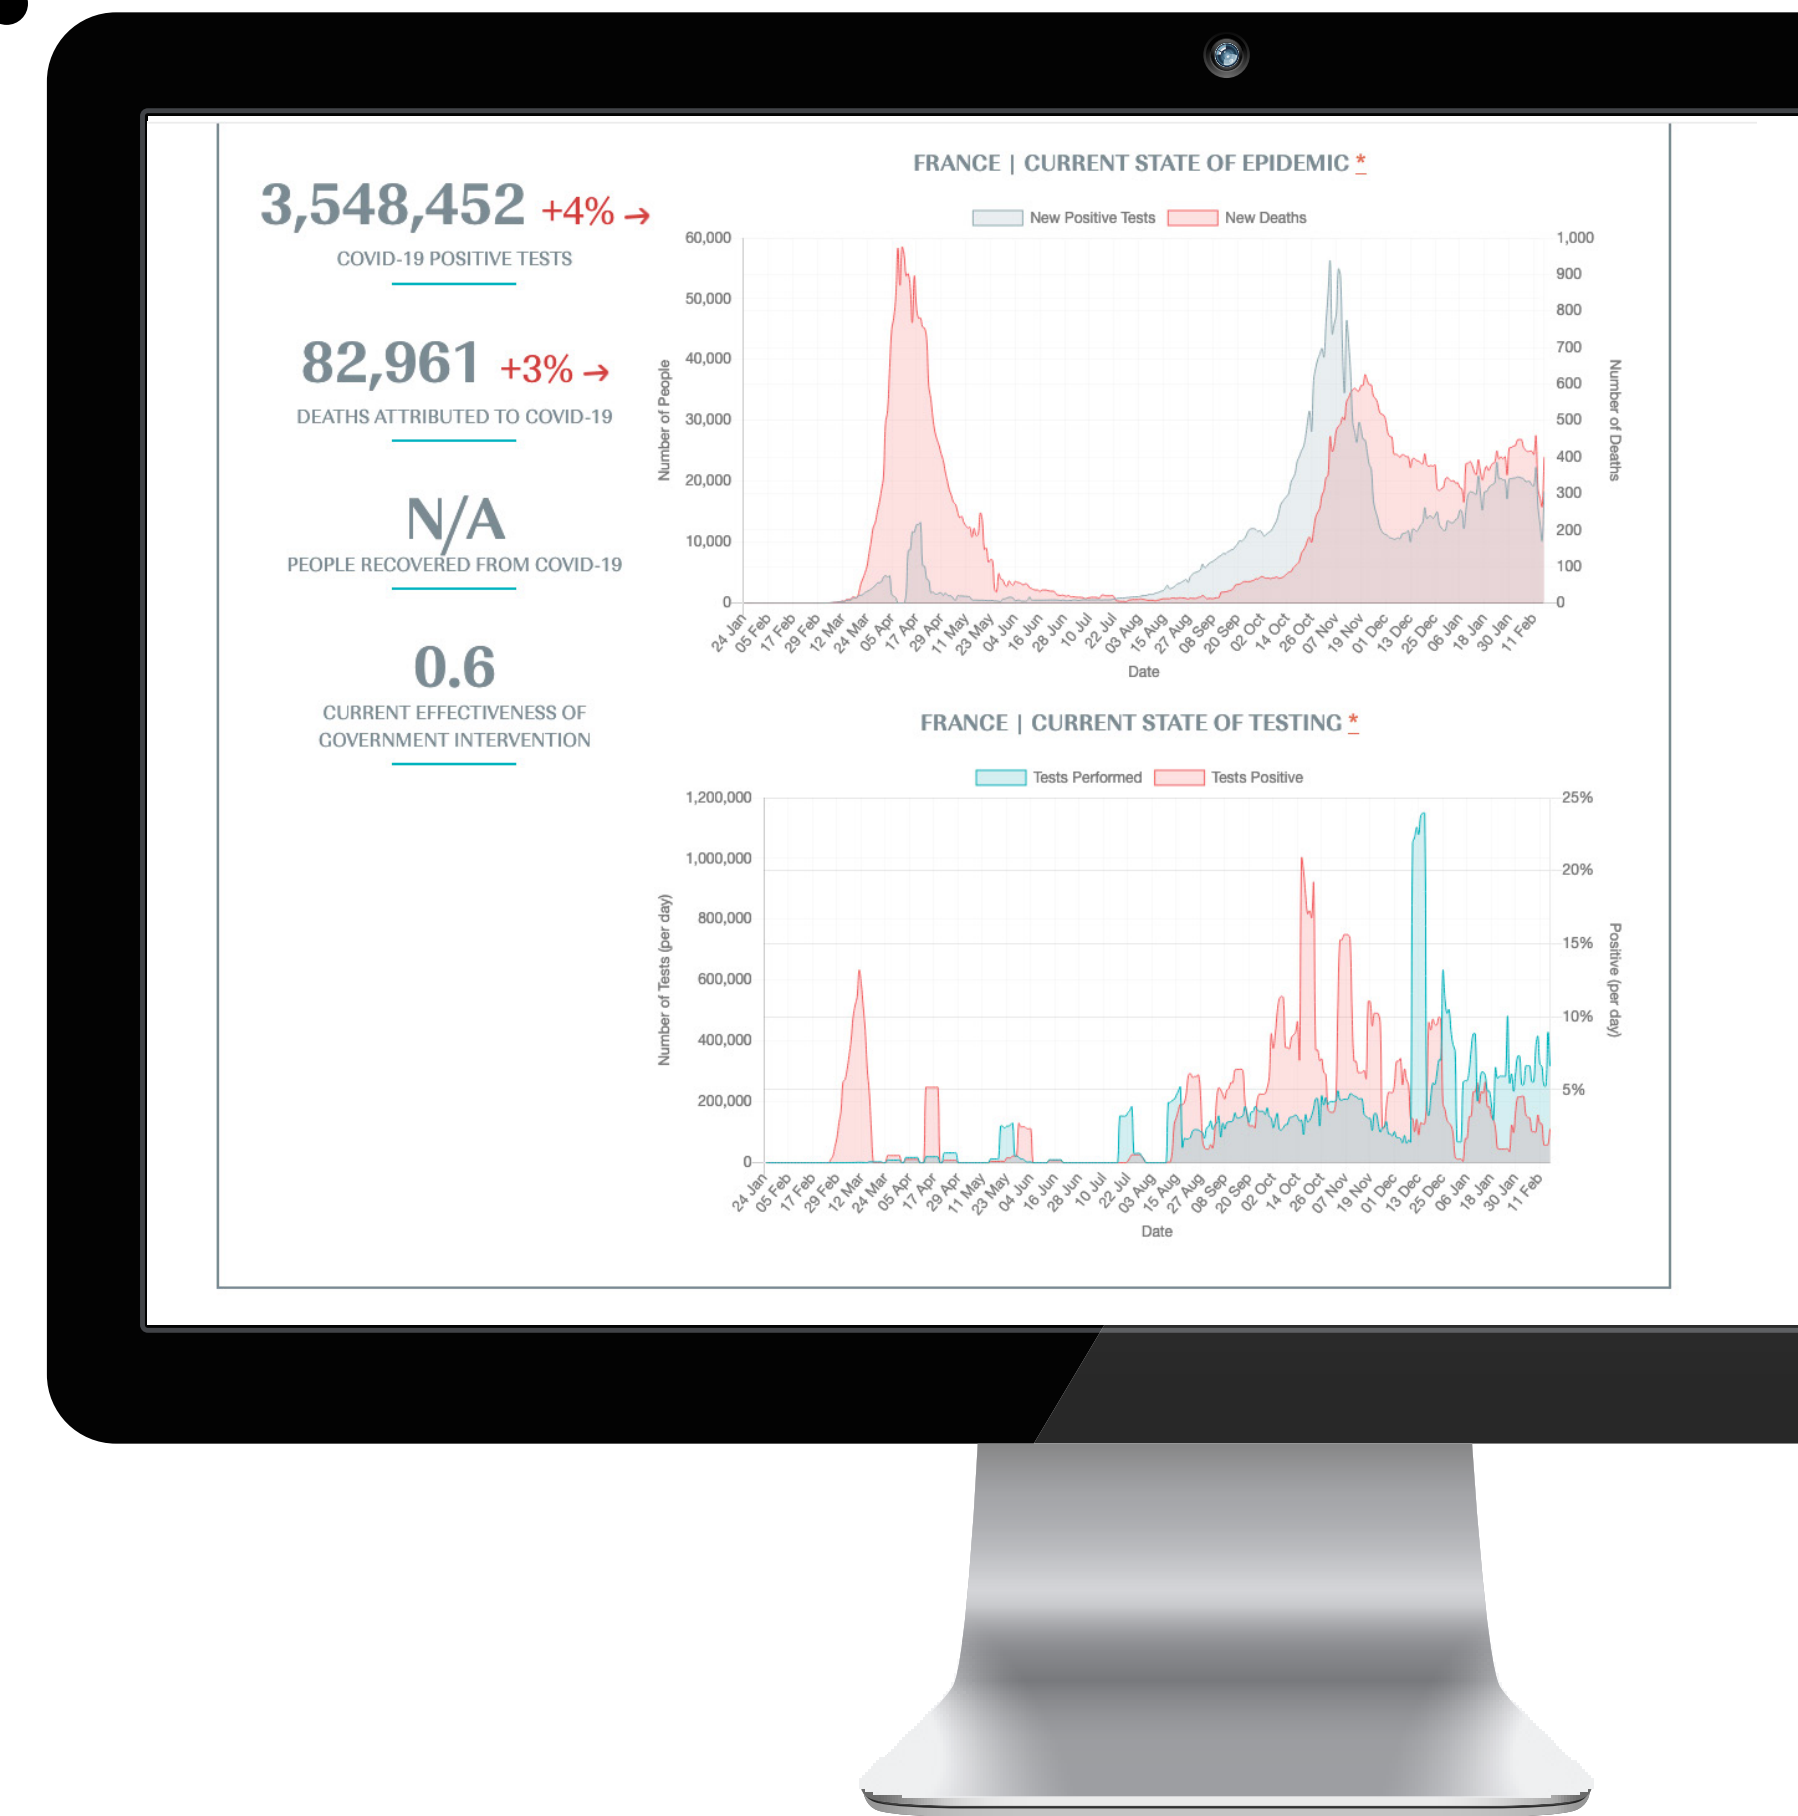 3,548,452 +4% →
COVID-19 POSITIVE TESTS
82,961 +3% →
DEATHS ATTRIBUTED TO COVID-19
N/A
PEOPLE RECOVERED FROM COVID-19
0.6
CURRENT EFFECTIVENESS OF
GOVERNMENT INTERVENTION
FRANCE | CURRENT STATE OF EPIDEMIC *
New Positive Tests New Deaths
60,000
50,000
40,000
30,000
20,000
10,000
0
Number of People
1,000
900
800
700
600
500
400
300
200
100
0
Number of Deaths
24 Jan 05 Feb 17 Feb 29 Feb 12 Mar 24 Mar 05 Apr 17 Apr 29 Apr 11 May 23 May 04 Jun 16 Jun 28 Jun 10 Jul 22 Jul 03 Aug 15 Aug 27 Aug 08 Sep 20 Sep 02 Oct 14 Oct 26 Oct 07 Nov 19 Nov 01 Dec 13 Dec 25 Dec 06 Jan 18 Jan 30 Jan 11 Feb
Date
FRANCE | CURRENT STATE OF TESTING *
Tests Performed Tests Positive
1,200,000
1,000,000
800,000
600,000
400,000
200,000
0
Number of Tests (per day)
25%
20%
15%
10%
5%
Positive (per day)
24 Jan 05 Feb 17 Feb 29 Feb 12 Mar 24 Mar 05 Apr 17 Apr 29 Apr 11 May 23 May 04 Jun 16 Jun 28 Jun 10 Jul 22 Jul 03 Aug 15 Aug 27 Aug 08 Sep 20 Sep 02 Oct 14 Oct 26 Oct 07 Nov 19 Nov 01 Dec 13 Dec 25 Dec 06 Jan 18 Jan 30 Jan 11 Feb
Date